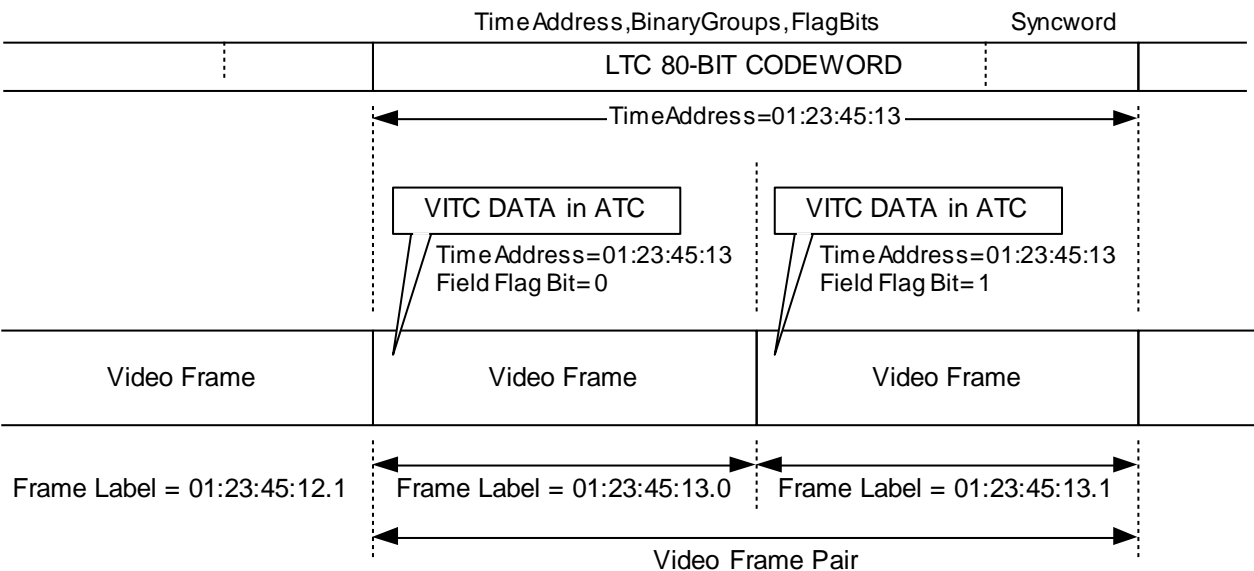 Time Address, Binary Groups, Flag Bits Syncword
LTC 80-BIT CODEWORD
Time Address=01:23:45:13
VITC DATA in ATC VITC DATA in ATC
Time Address=01:23:45:13 Time Address=01:23:45:13
Field Flag Bit=0 Field Flag Bit=1
Video Frame Video Frame Video Frame
Frame Label = 01:23:45:12.1 Frame Label = 01:23:45:13.0 Frame Label = 01:23:45:13.1
Video Frame Pair